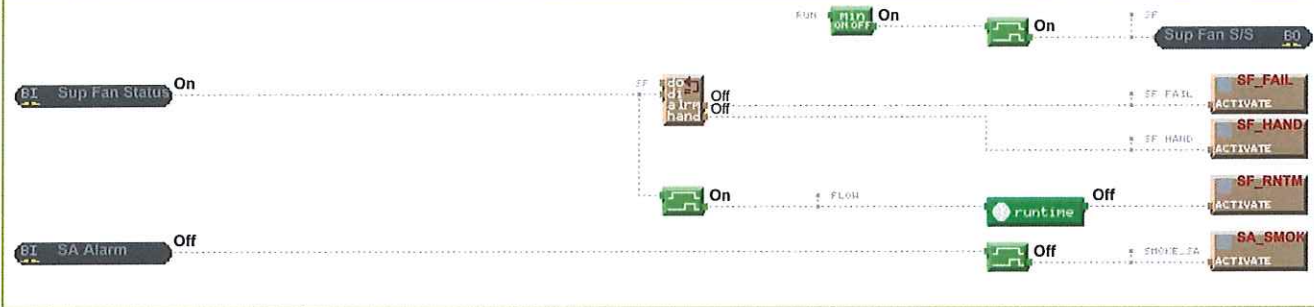 RUN Min ON OFF On
On SF
Sup Fan S/S BO
BI Sup Fan Status On
SF do di alrm hand
Off
Off
SF FAIL
SF_FAIL
ACTIVATE
SF HAND
SF_HAND
ACTIVATE
On FLOW
runtime Off
SF_RNTM
ACTIVATE
BI SA Alarm Off
Off SMOKE_SA
SA_SMOK
ACTIVATE